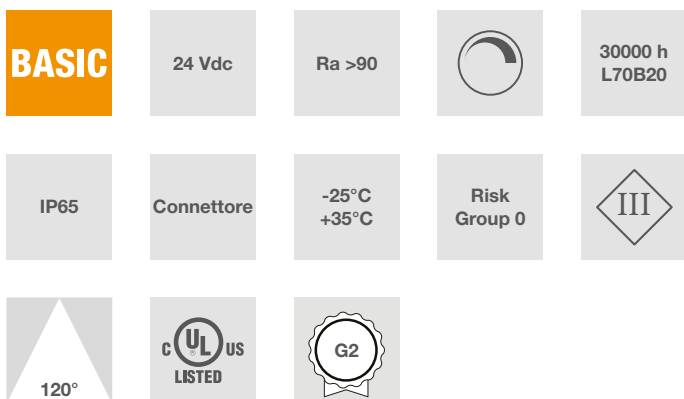 BASIC
24 Vdc
Ra >90
30000 h
L70B20
IP65
Connettore
-25°C
+35°C
Risk
Group 0
III
120°
C UL® US
LISTED
G2